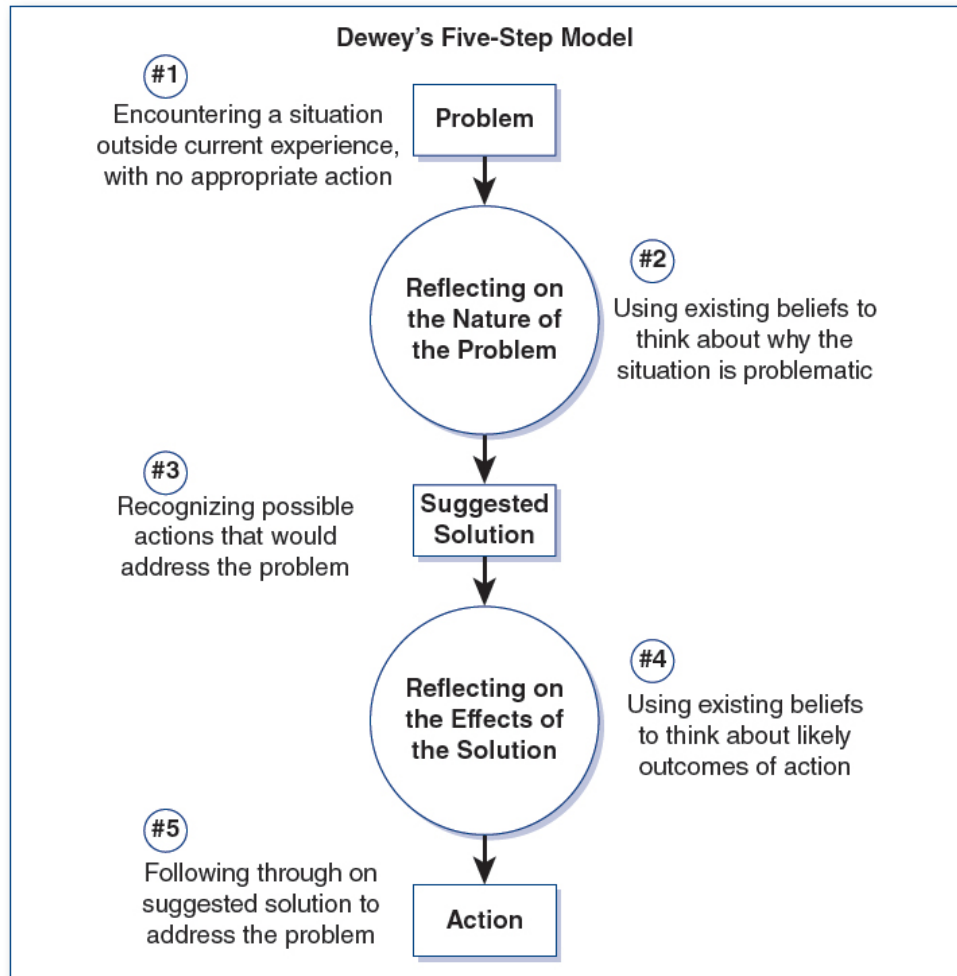 Dewey's Five-Step Model
#1
Encountering a situation
outside current experience,
with no appropriate action
Problem
Reflecting on
the Nature of
the Problem
#2
Using existing beliefs to
think about why the
situation is problematic
#3
Recognizing possible
actions that would
address the problem
Suggested
Solution
Reflecting on
the Effects of
the Solution
#4
Using existing beliefs
to think about likely
outcomes of action
#5
Following through on
suggested solution to
address the problem
Action